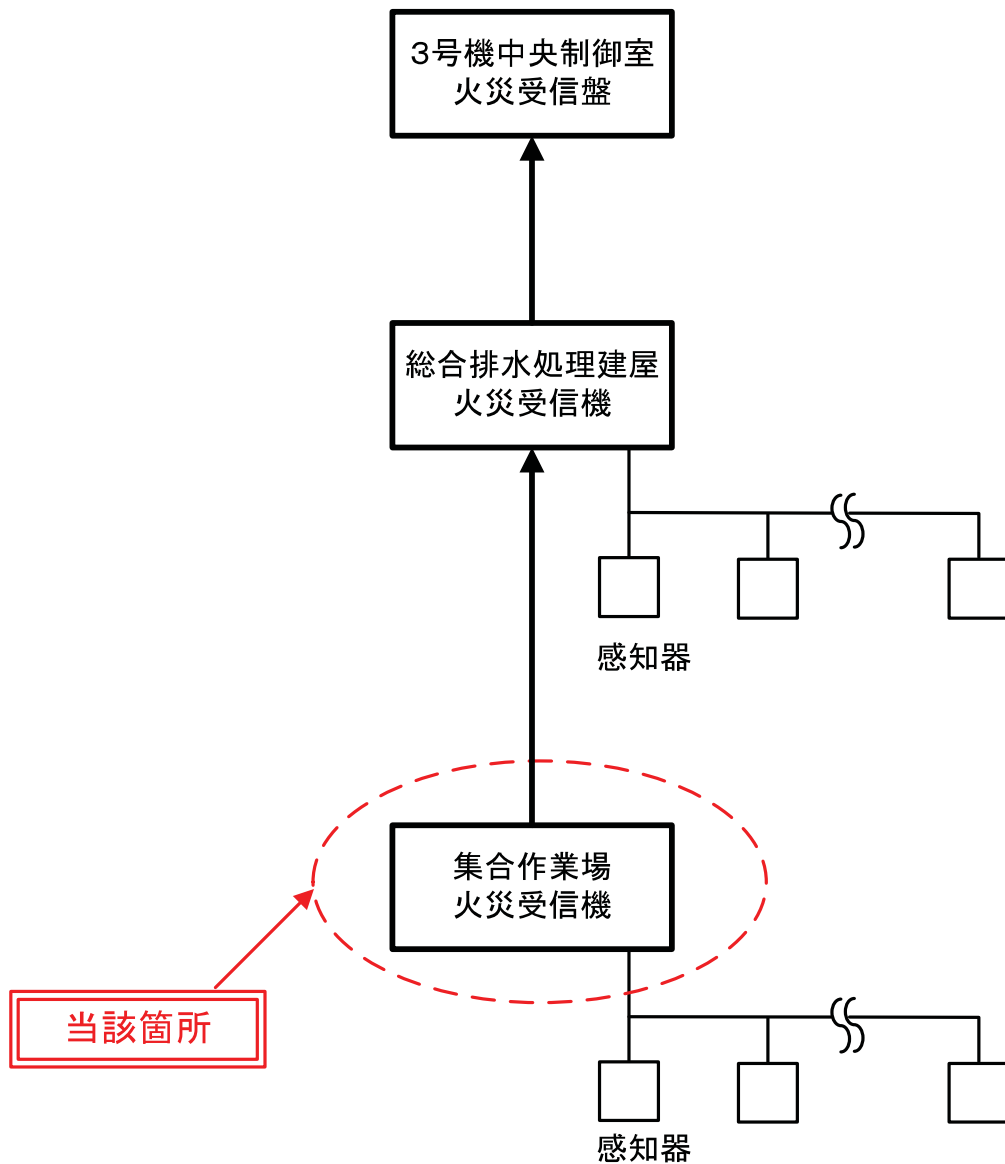 3号機中央制御室
火災受信盤
総合排水処理建屋
火災受信機
感知器
集合作業場
火災受信機
当該箇所
感知器